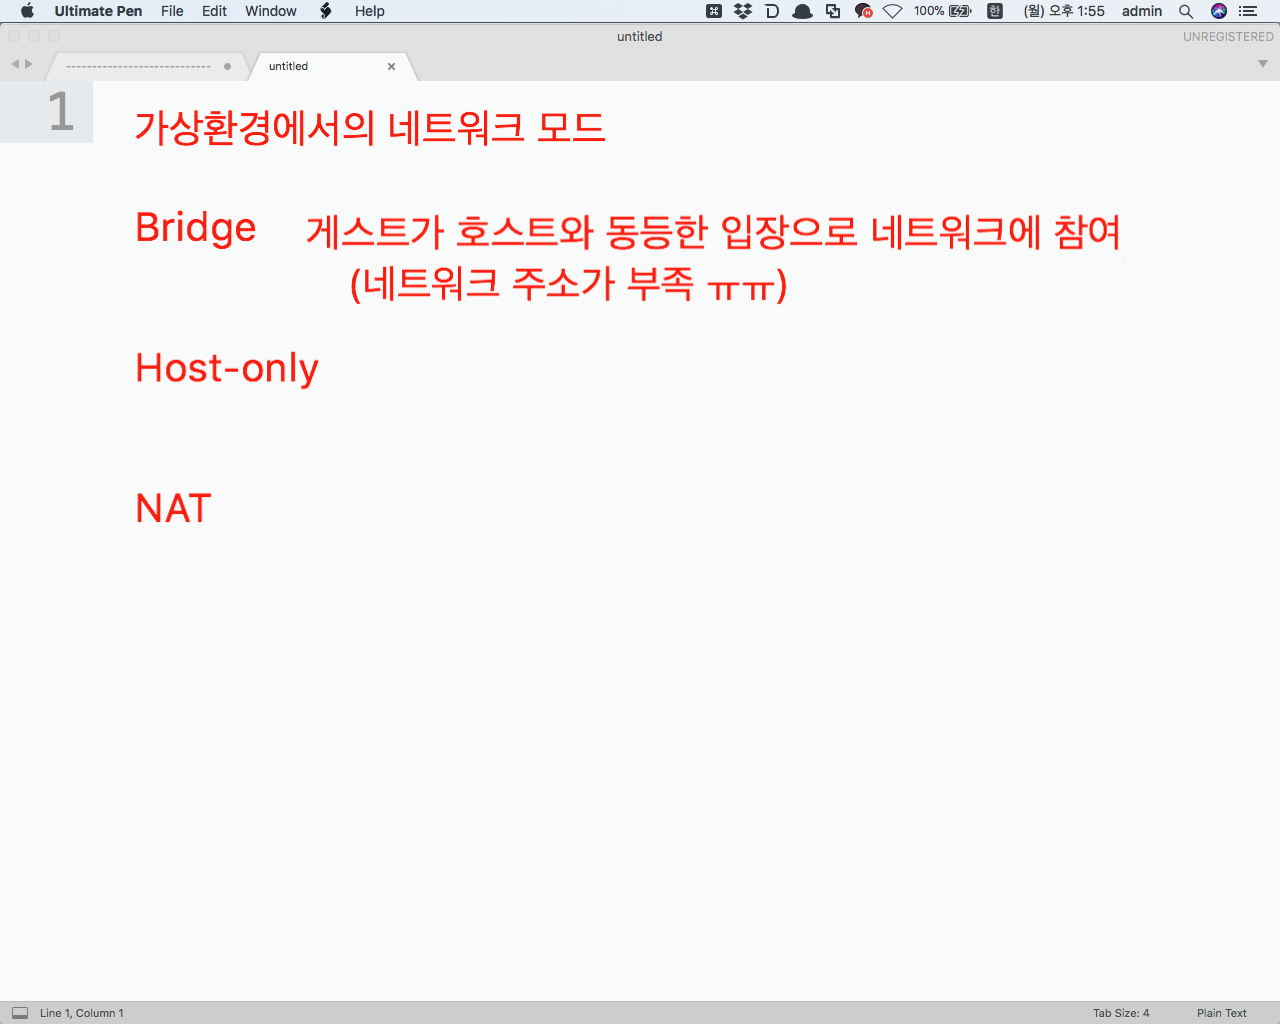 Ultimate Pen File Edit Window Help 100% 한 (월) 오후 1:55 admin
untitled UNREGISTERED
---------------------------- untitled
1
가상환경에서의 네트워크 모드
Bridge 게스트가 호스트와 동등한 입장으로 네트워크에 참여
(네트워크 주소가 부족 ㅠㅠ)
Host-only
NAT
Line 1, Column 1 Tab Size: 4 Plain Text